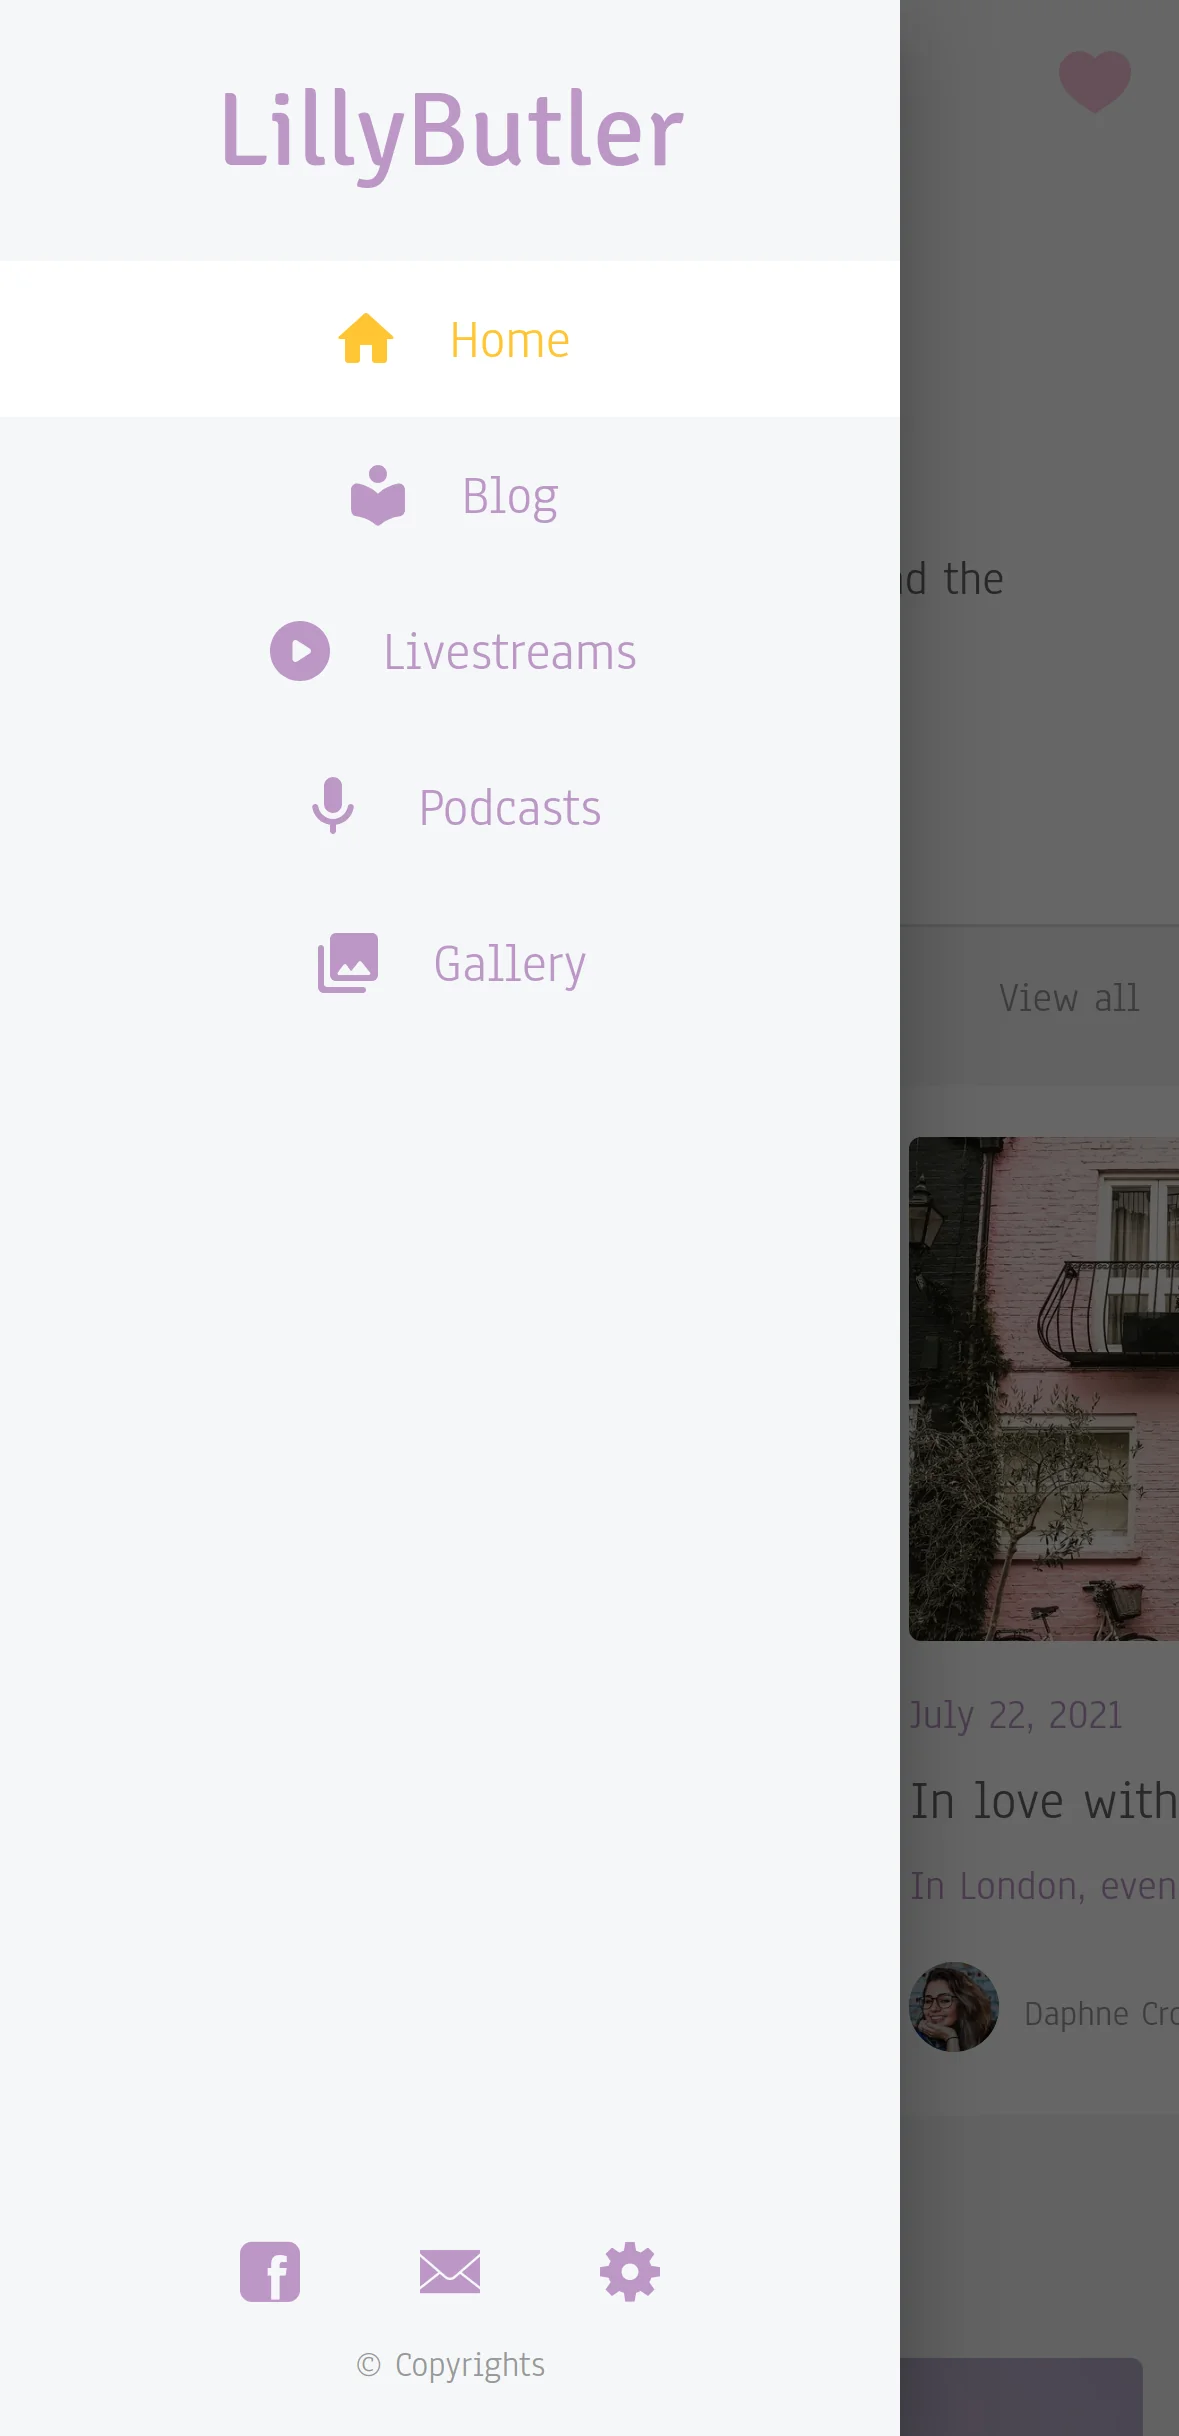 LillyButler
Home
Blog
Livestreams
Podcasts
Gallery
© Copyrights
the
View all
July 22, 2021
In love with
In London, even
Daphne